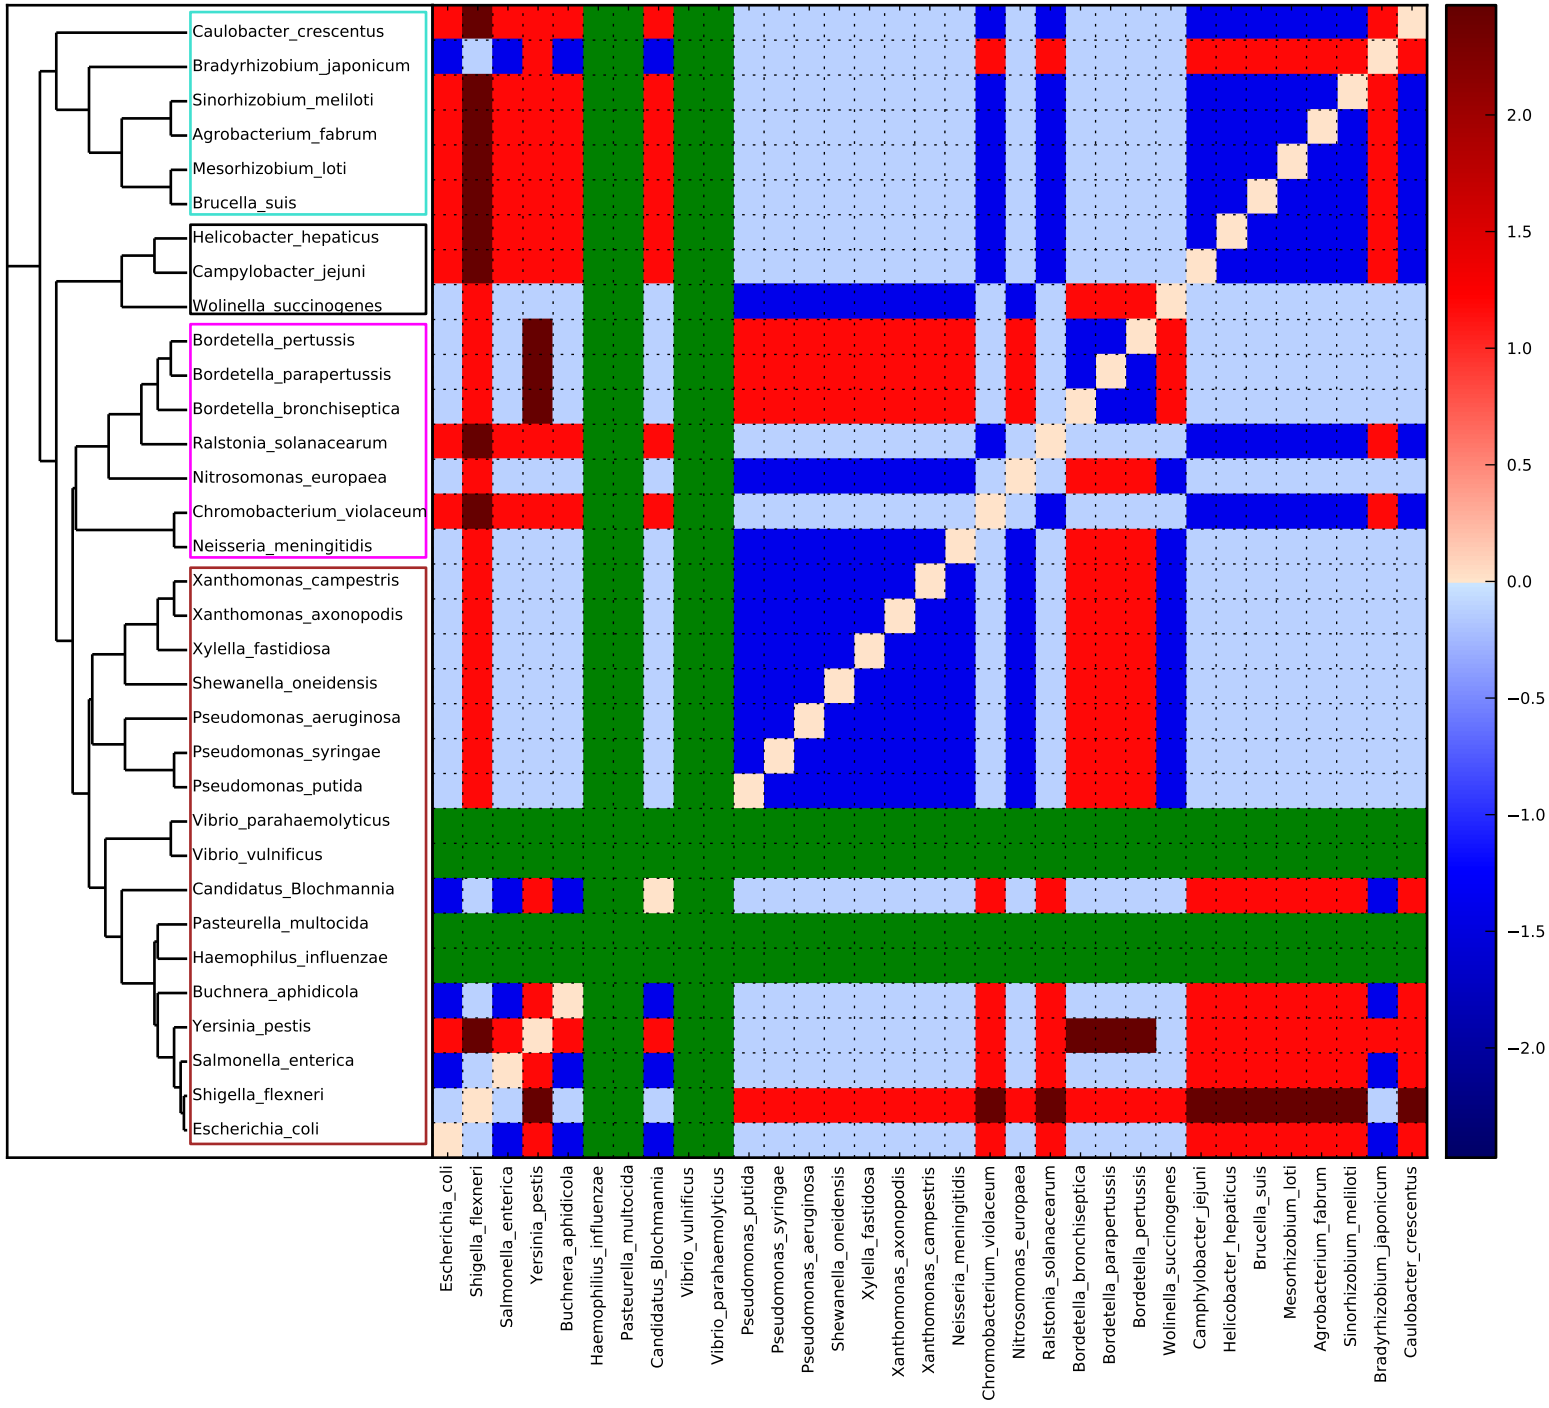 Caulobacter_crescentus
Bradyrhizobium_japonicum
Sinorhizobium_meliloti
Agrobacterium_fabrum
Mesorhizobium_loti
Brucella_suis
Helicobacter_hepaticus
Campylobacter_jejuni
Wolinella_succinogenes
Bordetella_pertussis
Bordetella_parapertussis
Bordetella_bronchiseptica
Ralstonia_solanacearum
Nitrosomonas_europaea
Chromobacterium_violaceum
Neisseria_meningitidis
Xanthomonas_campestris
Xanthomonas_axonopodis
Xylella_fastidiosa
Shewanella_oneidensis
Pseudomonas_aeruginosa
Pseudomonas_syringae
Pseudomonas_putida
Vibrio_parahaemolyticus
Vibrio_vulnificus
Candidatus_Blochmannia
Pasteurella_multocida
Haemophilus_influenzae
Buchnera_aphidicola
Yersinia_pestis
Salmonella_enterica
Shigella_flexneri
Escherichia_coli
Escherichia_coli
Shigella_flexneri
Salmonella_enterica
Yersinia_pestis
Buchnera_aphidicola
Haemophilius_influenzae
Pasteurella_multocida
Candidatus_Blochmannia
Vibrio_vulnificus
Vibrio_parahaemolyticus
Pseudomonas_putida
Pseudomonas_syringae
Pseudomonas_aeruginosa
Shewanella_oneidensis
Xylella_fastidosa
Xanthomonas_axonopodis
Xanthomonas_campestris
Neisseria_meningitidis
Chromobacterium_violaceum
Nitrosomonas_europaea
Ralstonia_solanacearum
Bordetella_bronchiseptica
Bordetella_parapertussis
Bordetella_pertussis
Wolinella_succinogenes
Camphylobacter_jejuni
Helicobacter_hepaticus
Brucella_suis
Mesorhizobium_loti
Agrobacterium_fabrum
Sinorhizobium_meliloti
Bradyrhizobium_japonicum
Caulobacter_crescentus
2.0
1.5
1.0
0.5
0.0
−0.5
−1.0
−1.5
−2.0